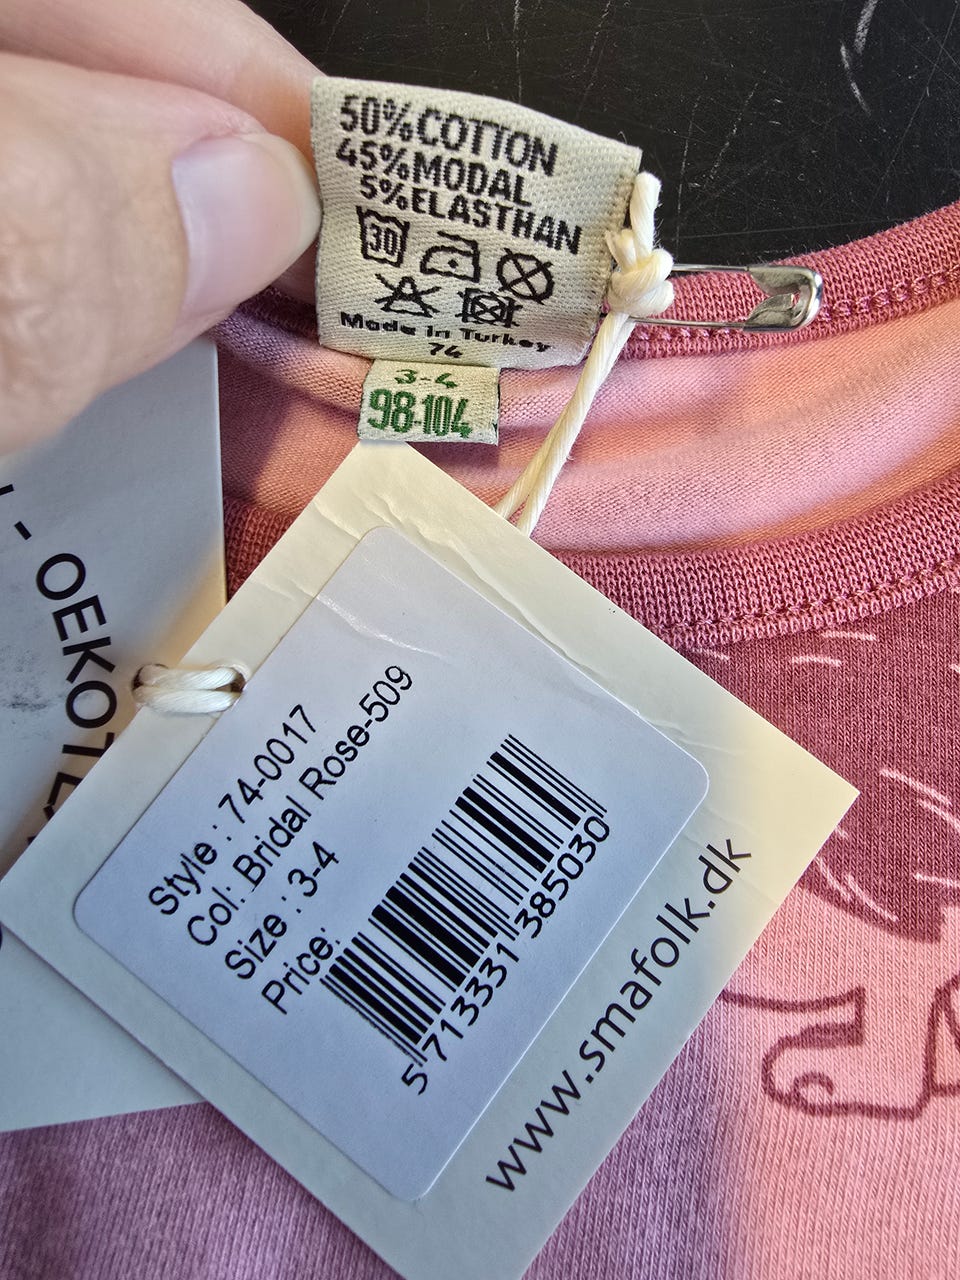 50%COTTON
45%MODAL
5%ELASTHAN
30
Made in Turkey
74
3-4
98-104
- OEKO
Style : 74-0017
Col: Bridal Rose-509
Size : 3-4
Price:
5 713331 385030
www.smafolk.dk